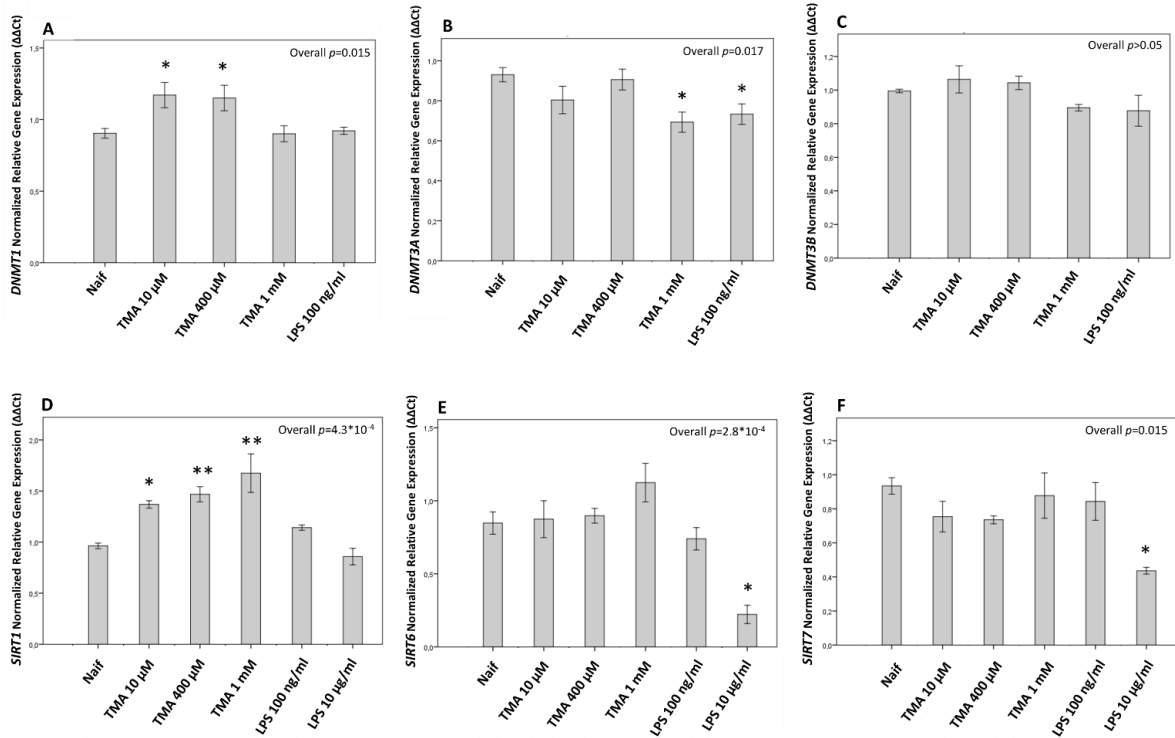 A
Overall p=0.015
DNMT1 Normalized Relative Gene Expression (ΔΔCt)
1,5
1,0
0,5
0,0
*
*
Naif
TMA 10 µM
TMA 400 µM
TMA 1 mM
LPS 100 ng/ml
B
Overall p=0.017
DNMT3A Normalized Relative Gene Expression (ΔΔCt)
1,0
0,8
0,6
0,4
0,2
0,0
*
*
Naif
TMA 10 µM
TMA 400 µM
TMA 1 mM
LPS 100 ng/ml
C
Overall p>0.05
DNMT3B Normalized Relative Gene Expression (ΔΔCt)
1,2
1,0
0,8
0,6
0,4
0,2
0,0
Naif
TMA 10 µM
TMA 400 µM
TMA 1 mM
LPS 100 ng/ml
D
Overall p=4.3*10-4
SIRT1 Normalized Relative Gene Expression (ΔΔCt)
2,0
1,5
1,0
0,5
0,0
*
**
**
Naif
TMA 10 µM
TMA 400 µM
TMA 1 mM
LPS 100 ng/ml
LPS 10 µg/ml
E
Overall p=2.8*10-4
SIRT6 Normalized Relative Gene Expression (ΔΔCt)
1,5
1,0
0,5
0,0
*
Naif
TMA 10 µM
TMA 400 µM
TMA 1 mM
LPS 100 ng/ml
LPS 10 µg/ml
F
Overall p=0.015
SIRT7 Normalized Relative Gene Expression (ΔΔCt)
1,2
1,0
0,8
0,6
0,4
0,2
0,0
*
Naif
TMA 10 µM
TMA 400 µM
TMA 1 mM
LPS 100 ng/ml
LPS 10 µg/ml